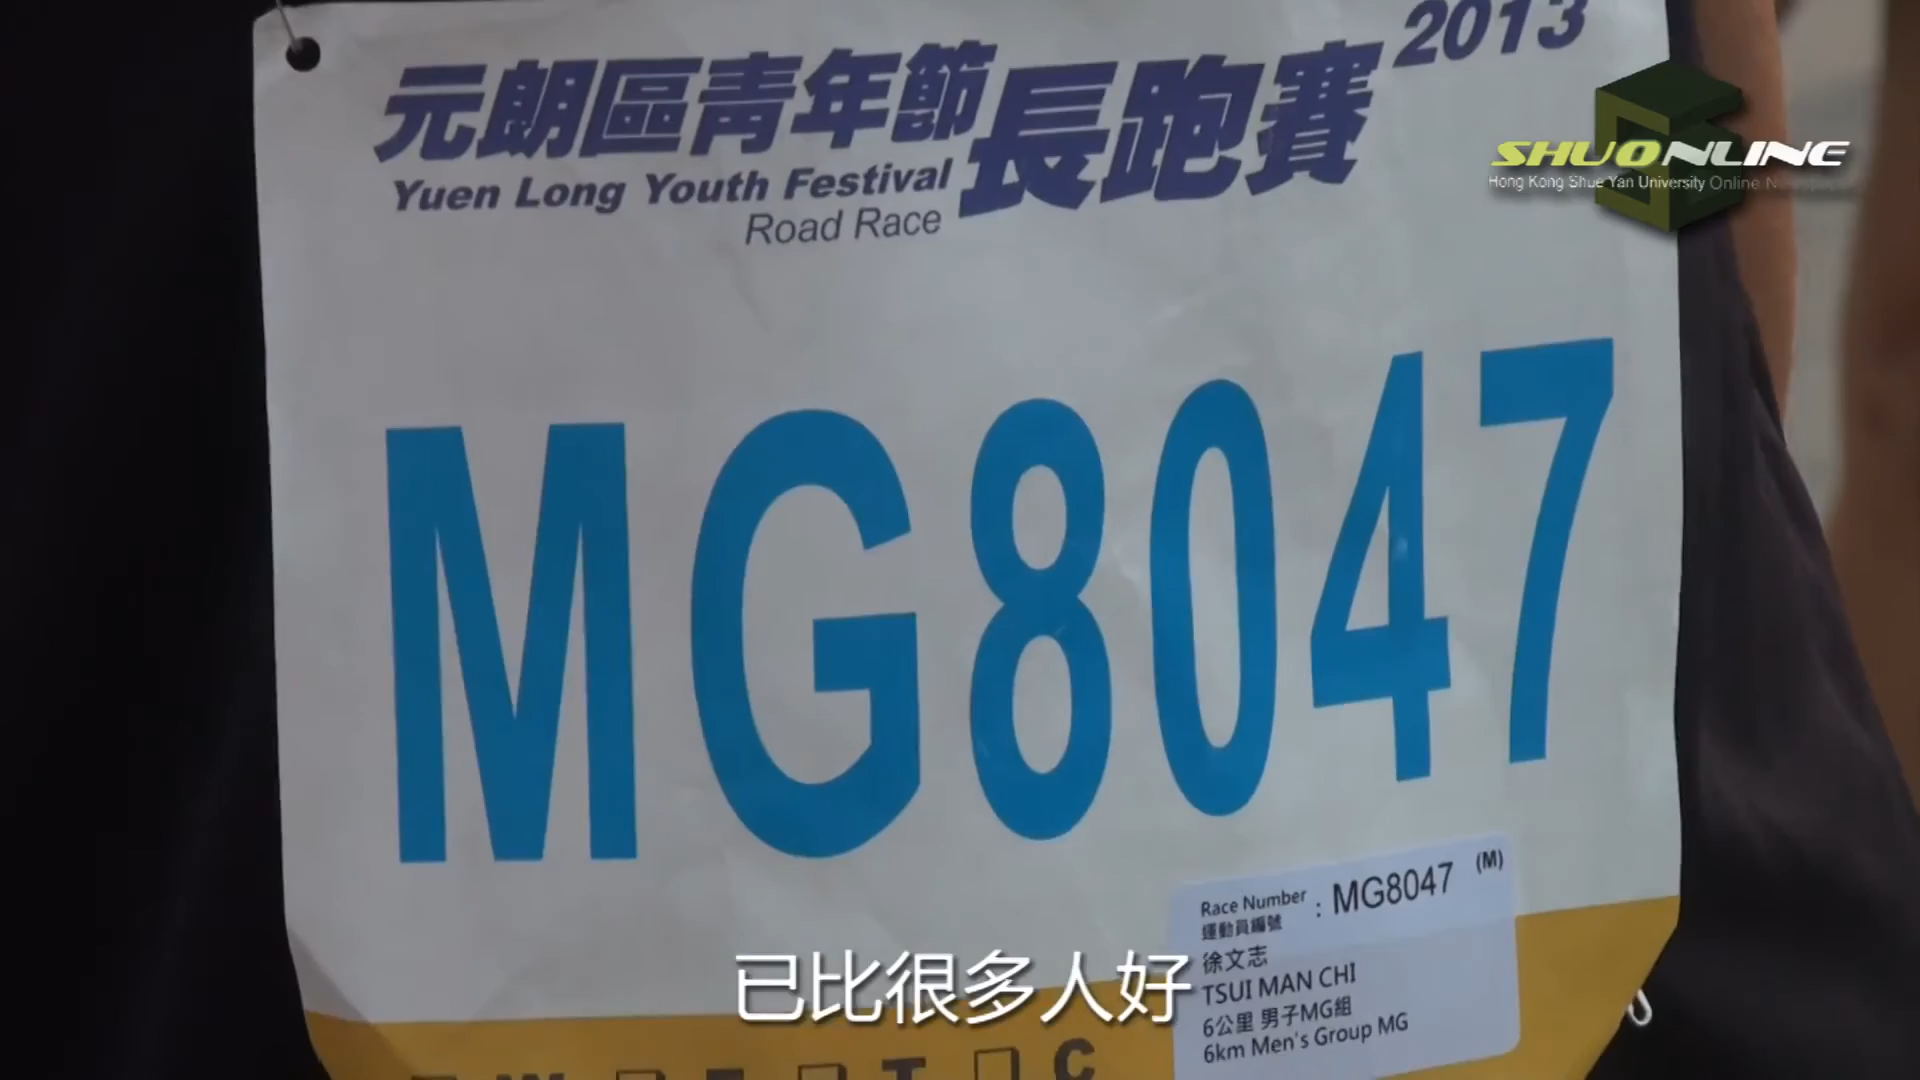 元朗區青年節長跑賽 2013
Yuen Long Youth Festival
Road Race
SHUONLINE
Hong Kong Shue Yan University Online
MG8047
Race Number : MG8047 (M)
運動員編號
徐文志
TSUI MAN CHI
6公里 男子MG組
6km Men's Group MG
已比很多人好